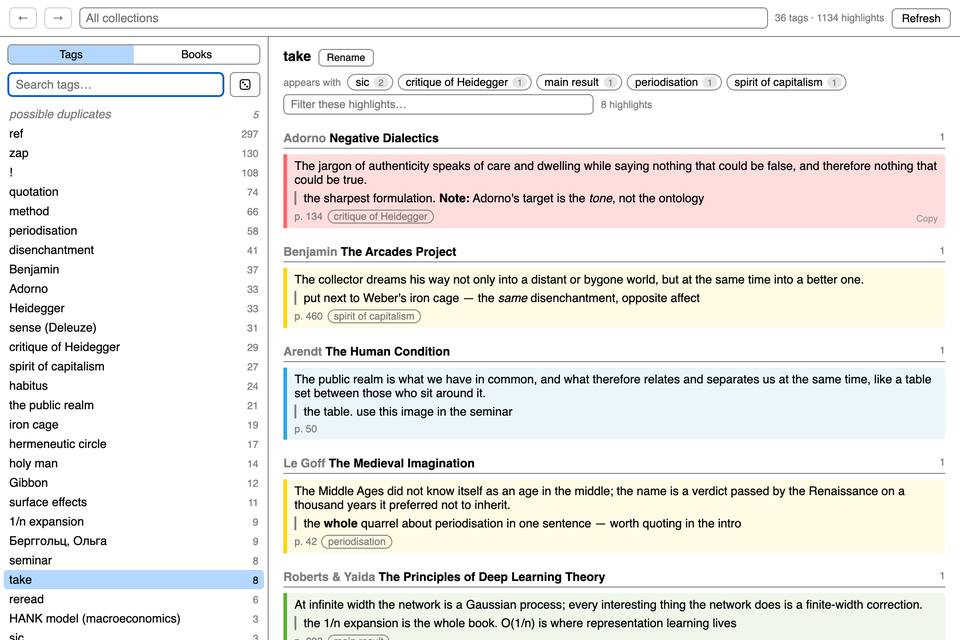 ← → All collections 36 tags · 1134 highlights Refresh
Tags Books
Search tags…
possible duplicates 5
ref 297
zap 130
! 108
quotation 74
method 66
periodisation 58
disenchantment 41
Benjamin 37
Adorno 33
Heidegger 33
sense (Deleuze) 31
critique of Heidegger 29
spirit of capitalism 27
habitus 24
the public realm 21
iron cage 19
hermeneutic circle 17
holy man 14
Gibbon 12
surface effects 11
1/n expansion 9
Берггольц, Ольга 9
seminar 8
take 8
reread 6
HANK model (macroeconomics) 3
sic 3
take Rename
appears with sic 2 critique of Heidegger 1 main result 1 periodisation 1 spirit of capitalism 1
Filter these highlights… 8 highlights
Adorno Negative Dialectics 1
The jargon of authenticity speaks of care and dwelling while saying nothing that could be false, and therefore nothing that
could be true.
the sharpest formulation. Note: Adorno's target is the tone, not the ontology
p. 134 critique of Heidegger Copy
Benjamin The Arcades Project 1
The collector dreams his way not only into a distant or bygone world, but at the same time into a better one.
put next to Weber's iron cage — the same disenchantment, opposite affect
p. 460 spirit of capitalism
Arendt The Human Condition 1
The public realm is what we have in common, and what therefore relates and separates us at the same time, like a table
set between those who sit around it.
the table. use this image in the seminar
p. 50
Le Goff The Medieval Imagination 1
The Middle Ages did not know itself as an age in the middle; the name is a verdict passed by the Renaissance on a
thousand years it preferred not to inherit.
the whole quarrel about periodisation in one sentence — worth quoting in the intro
p. 42 periodisation
Roberts & Yaida The Principles of Deep Learning Theory 1
At infinite width the network is a Gaussian process; every interesting thing the network does is a finite-width correction.
the 1/n expansion is the whole book. O(1/n) is where representation learning lives
main result